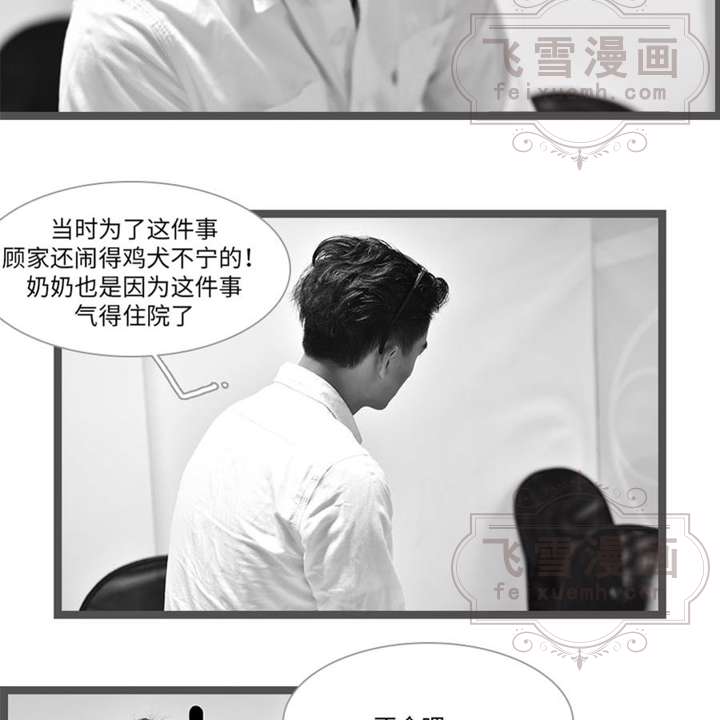 飞雪漫画
feixuemh.com
当时为了这件事
顾家还闹得鸡犬不宁的!
奶奶也是因为这件事
气得住院了
飞雪漫画
feixuemh.com